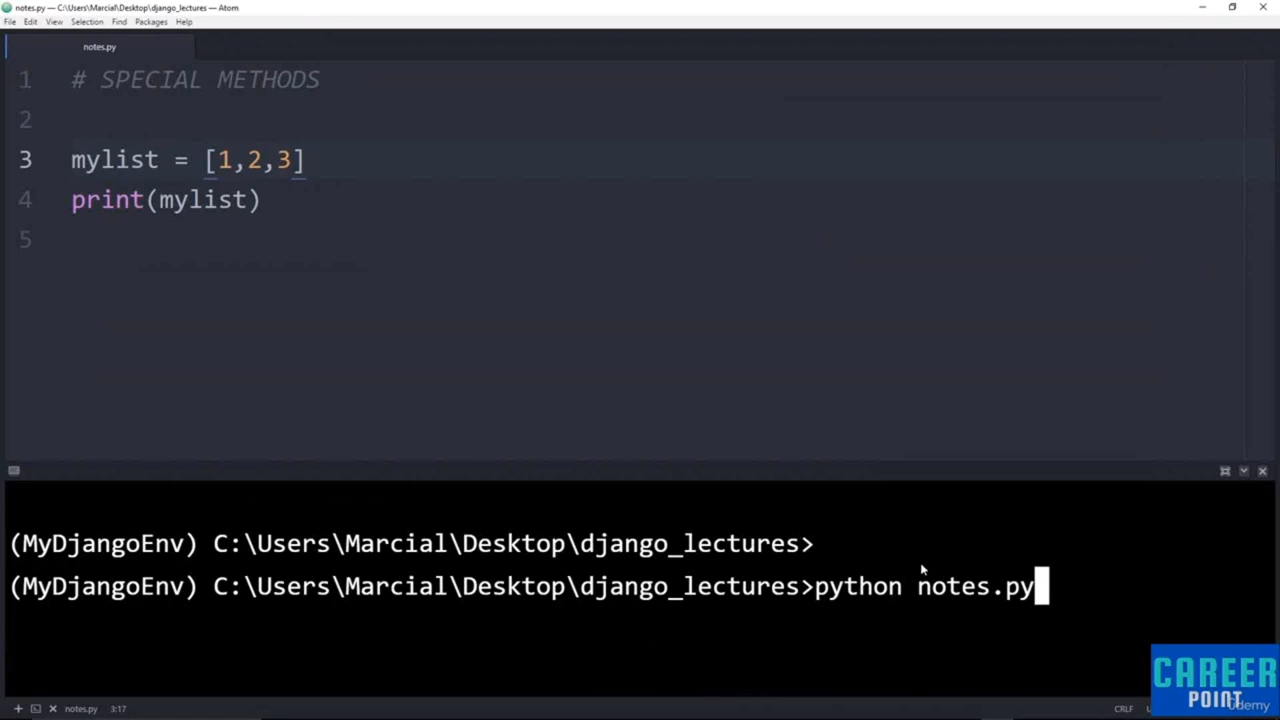 notes.py — C:\Users\Marcial\Desktop\django_lectures — Atom
File Edit View Selection Find Packages Help
notes.py
1 # SPECIAL METHODS
2
3 mylist = [1,2,3]
4 print(mylist)
5
(MyDjangoEnv) C:\Users\Marcial\Desktop\django_lectures>
(MyDjangoEnv) C:\Users\Marcial\Desktop\django_lectures>python notes.py
CAREER
POINT
notes.py 3:17 CRLF